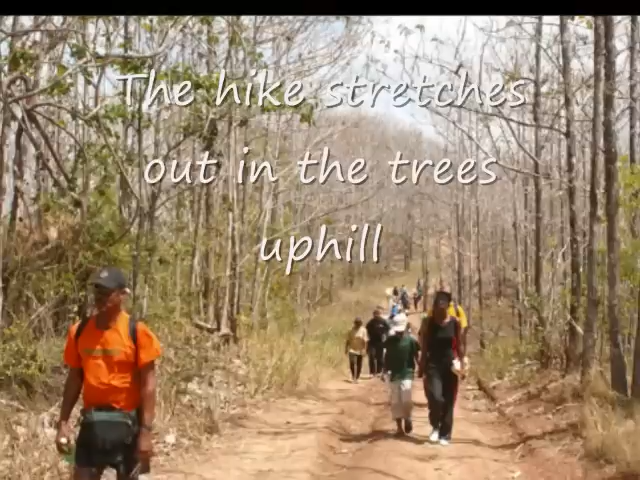 The hike stretches
out in the trees
uphill